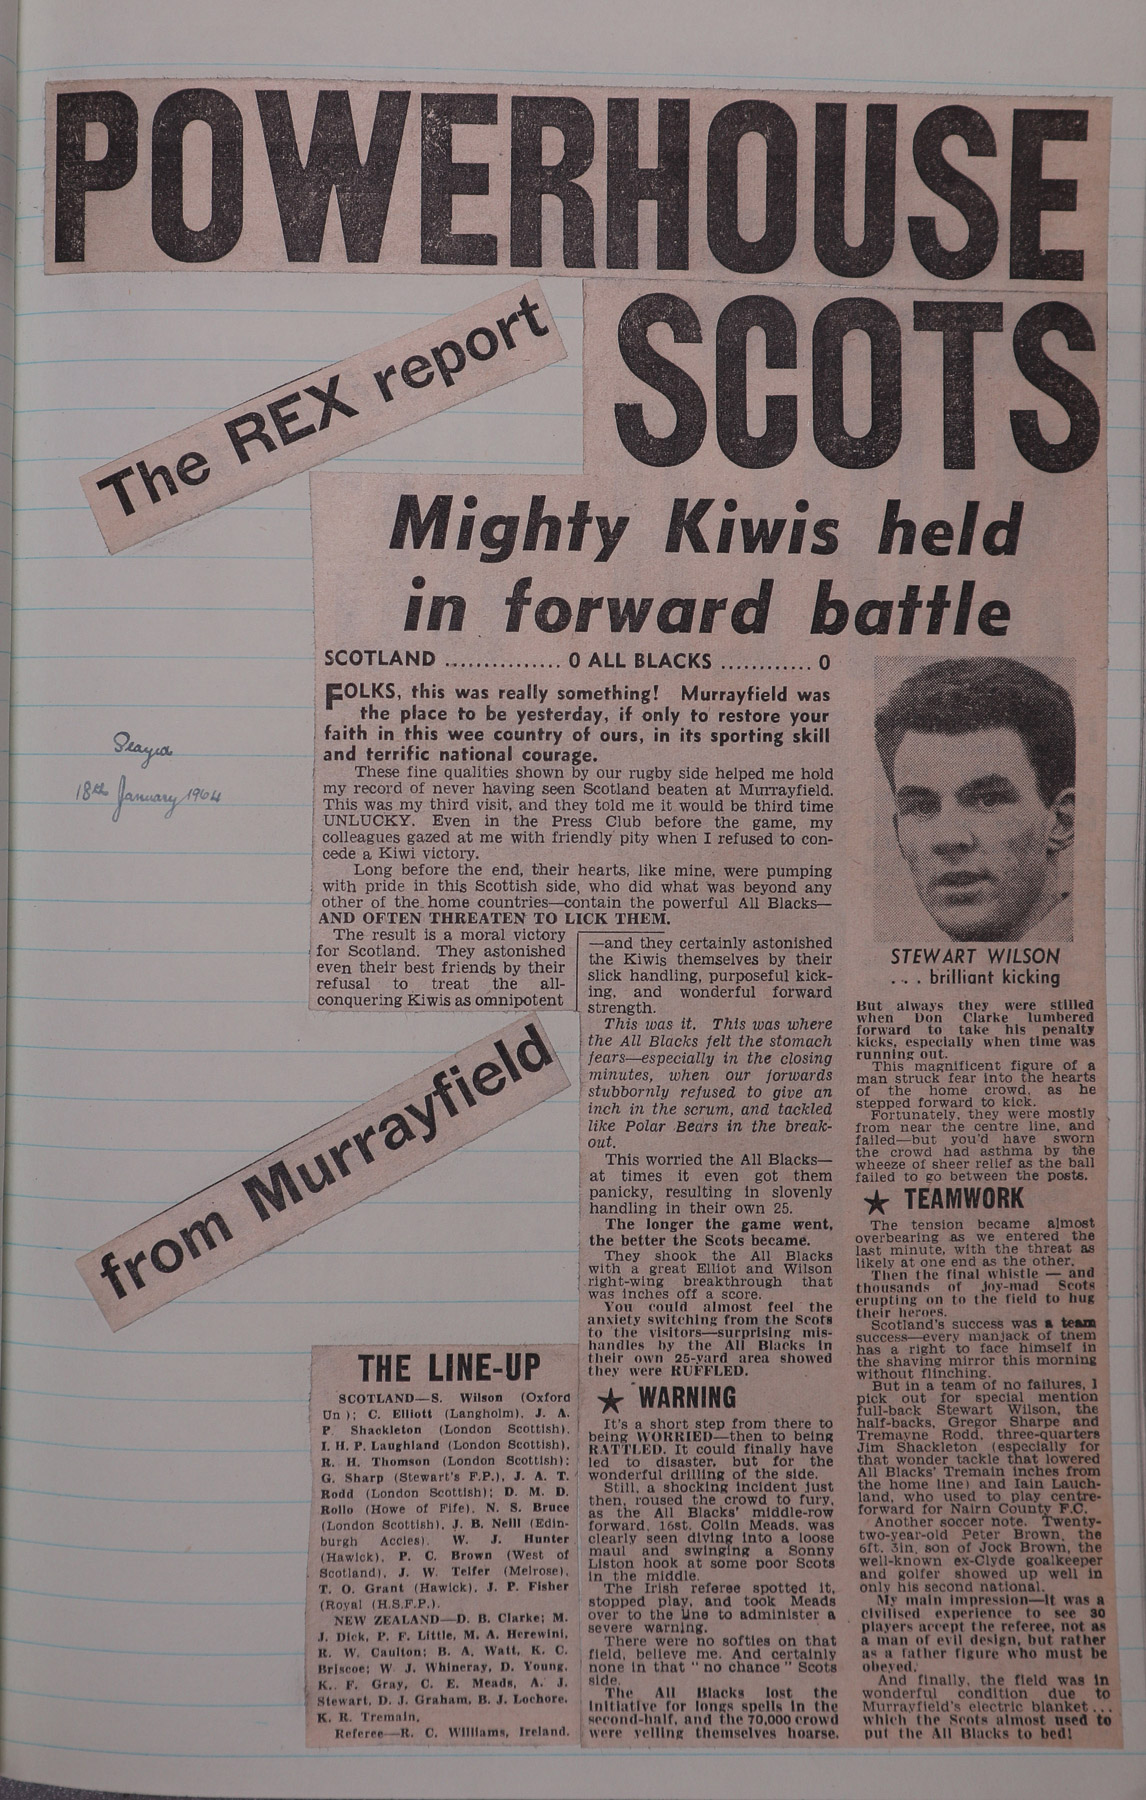 POWERHOUSE
SCOTS
The REX report
Mighty Kiwis held
in forward battle
SCOTLAND ............... 0 ALL BLACKS ............ 0
FOLKS, this was really something! Murrayfield was
the place to be yesterday, if only to restore your
faith in this wee country of ours, in its sporting skill
and terrific national courage.
These fine qualities shown by our rugby side helped me hold
my record of never having seen Scotland beaten at Murrayfield.
This was my third visit, and they told me it would be third time
UNLUCKY. Even in the Press Club before the game, my
colleagues gazed at me with friendly pity when I refused to con-
cede a Kiwi victory.
Long before the end, their hearts, like mine, were pumping
with pride in this Scottish side, who did what was beyond any
other of the home countries—contain the powerful All Blacks—
AND OFTEN THREATEN TO LICK THEM.
The result is a moral victory
for Scotland. They astonished
even their best friends by their
refusal to treat the all-
conquering Kiwis as omnipotent
—and they certainly astonished
the Kiwis themselves by their
slick handling, purposeful kick-
ing, and wonderful forward
strength.
This was it. This was where
the All Blacks felt the stomach
fears—especially in the closing
minutes, when our forwards
stubbornly refused to give an
inch in the scrum, and tackled
like Polar Bears in the break-
out.
This worried the All Blacks—
at times it even got them
panicky, resulting in slovenly
handling in their own 25.
The longer the game went,
the better the Scots became.
They shook the All Blacks
with a great Elliot and Wilson
right-wing breakthrough that
was inches off a score.
You could almost feel the
anxiety switching from the Scots
to the visitors—surprising mis-
handles by the All Blacks in
their own 25-yard area showed
they were RUFFLED.
★ WARNING
It's a short step from there to
being WORRIED—then to being
RATTLED. It could finally have
led to disaster, but for the
wonderful drilling of the side.
Still, a shocking incident just
then, roused the crowd to fury,
as the All Blacks' middle-row
forward, 16st. Colin Meads, was
clearly seen diving into a loose
maul and swinging a Sonny
Liston hook at some poor Scots
in the middle.
The Irish referee spotted it,
stopped play, and took Meads
over to the line to administer a
severe warning.
There were no softies on that
field, believe me. And certainly
none in that " no chance " Scots
side.
The All Blacks lost the
initiative for longs spells in the
second-half, and the 70,000 crowd
were yelling themselves hoarse.
STEWART WILSON
. . . brilliant kicking
But always they were stilled
when Don Clarke lumbered
forward to take his penalty
kicks, especially when time was
running out.
This magnificent figure of a
man struck fear into the hearts
of the home crowd, as he
stepped forward to kick.
Fortunately, they were mostly
from near the centre line, and
failed—but you'd have sworn
the crowd had asthma by the
wheeze of sheer relief as the ball
failed to go between the posts.
★ TEAMWORK
The tension became almost
overbearing as we entered the
last minute, with the threat as
likely at one end as the other.
Then the final whistle — and
thousands of joy-mad Scots
erupting on to the field to hug
their heroes.
Scotland's success was a team
success—every manjack of them
has a right to face himself in
the shaving mirror this morning
without flinching.
But in a team of no failures, I
pick out for special mention
full-back Stewart Wilson, the
half-backs, Gregor Sharpe and
Tremayne Rodd, three-quarters
Jim Shackleton (especially for
that wonder tackle that lowered
All Blacks' Tremain inches from
the home line) and Iain Lauch-
land, who used to play centre-
forward for Nairn County F.C.
Another soccer note. Twenty-
two-year-old Peter Brown, the
6ft. 3in. son of Jock Brown, the
well-known ex-Clyde goalkeeper
and golfer showed up well in
only his second national.
My main impression—It was a
civilised experience to see 30
players accept the referee, not as
a man of evil design, but rather
as a father figure who must be
obeyed.
And finally, the field was in
wonderful condition due to
Murrayfield's electric blanket...
which the Scots almost used to
put the All Blacks to bed!
from Murrayfield
Played
18th January 1964
THE LINE-UP
SCOTLAND—S. Wilson (Oxford
Un ); C. Elliott (Langholm), J. A.
P. Shackleton (London Scottish),
I. H. P. Laughland (London Scottish),
R. H. Thomson (London Scottish);
G. Sharp (Stewart's F.P.), J. A. T.
Rodd (London Scottish); D. M. D.
Rollo (Howe of Fife), N. S. Bruce
(London Scottish), J. B. Neill (Edin-
burgh Accies), W. J. Hunter
(Hawick), P. C. Brown (West of
Scotland), J. W. Telfer (Melrose),
T. O. Grant (Hawick), J. P. Fisher
(Royal (H.S.F.P.).
NEW ZEALAND—D. B. Clarke; M.
J. Dick, P. F. Little, M. A. Herewini,
R. W. Caulton; B. A. Watt, K. C.
Briscoe; W. J. Whineray, D. Young,
K. F. Gray, C. E. Meads, A. J.
Stewart, D. J. Graham, B. J. Lochore,
K. R. Tremain.
Referee—R. C. Williams, Ireland.